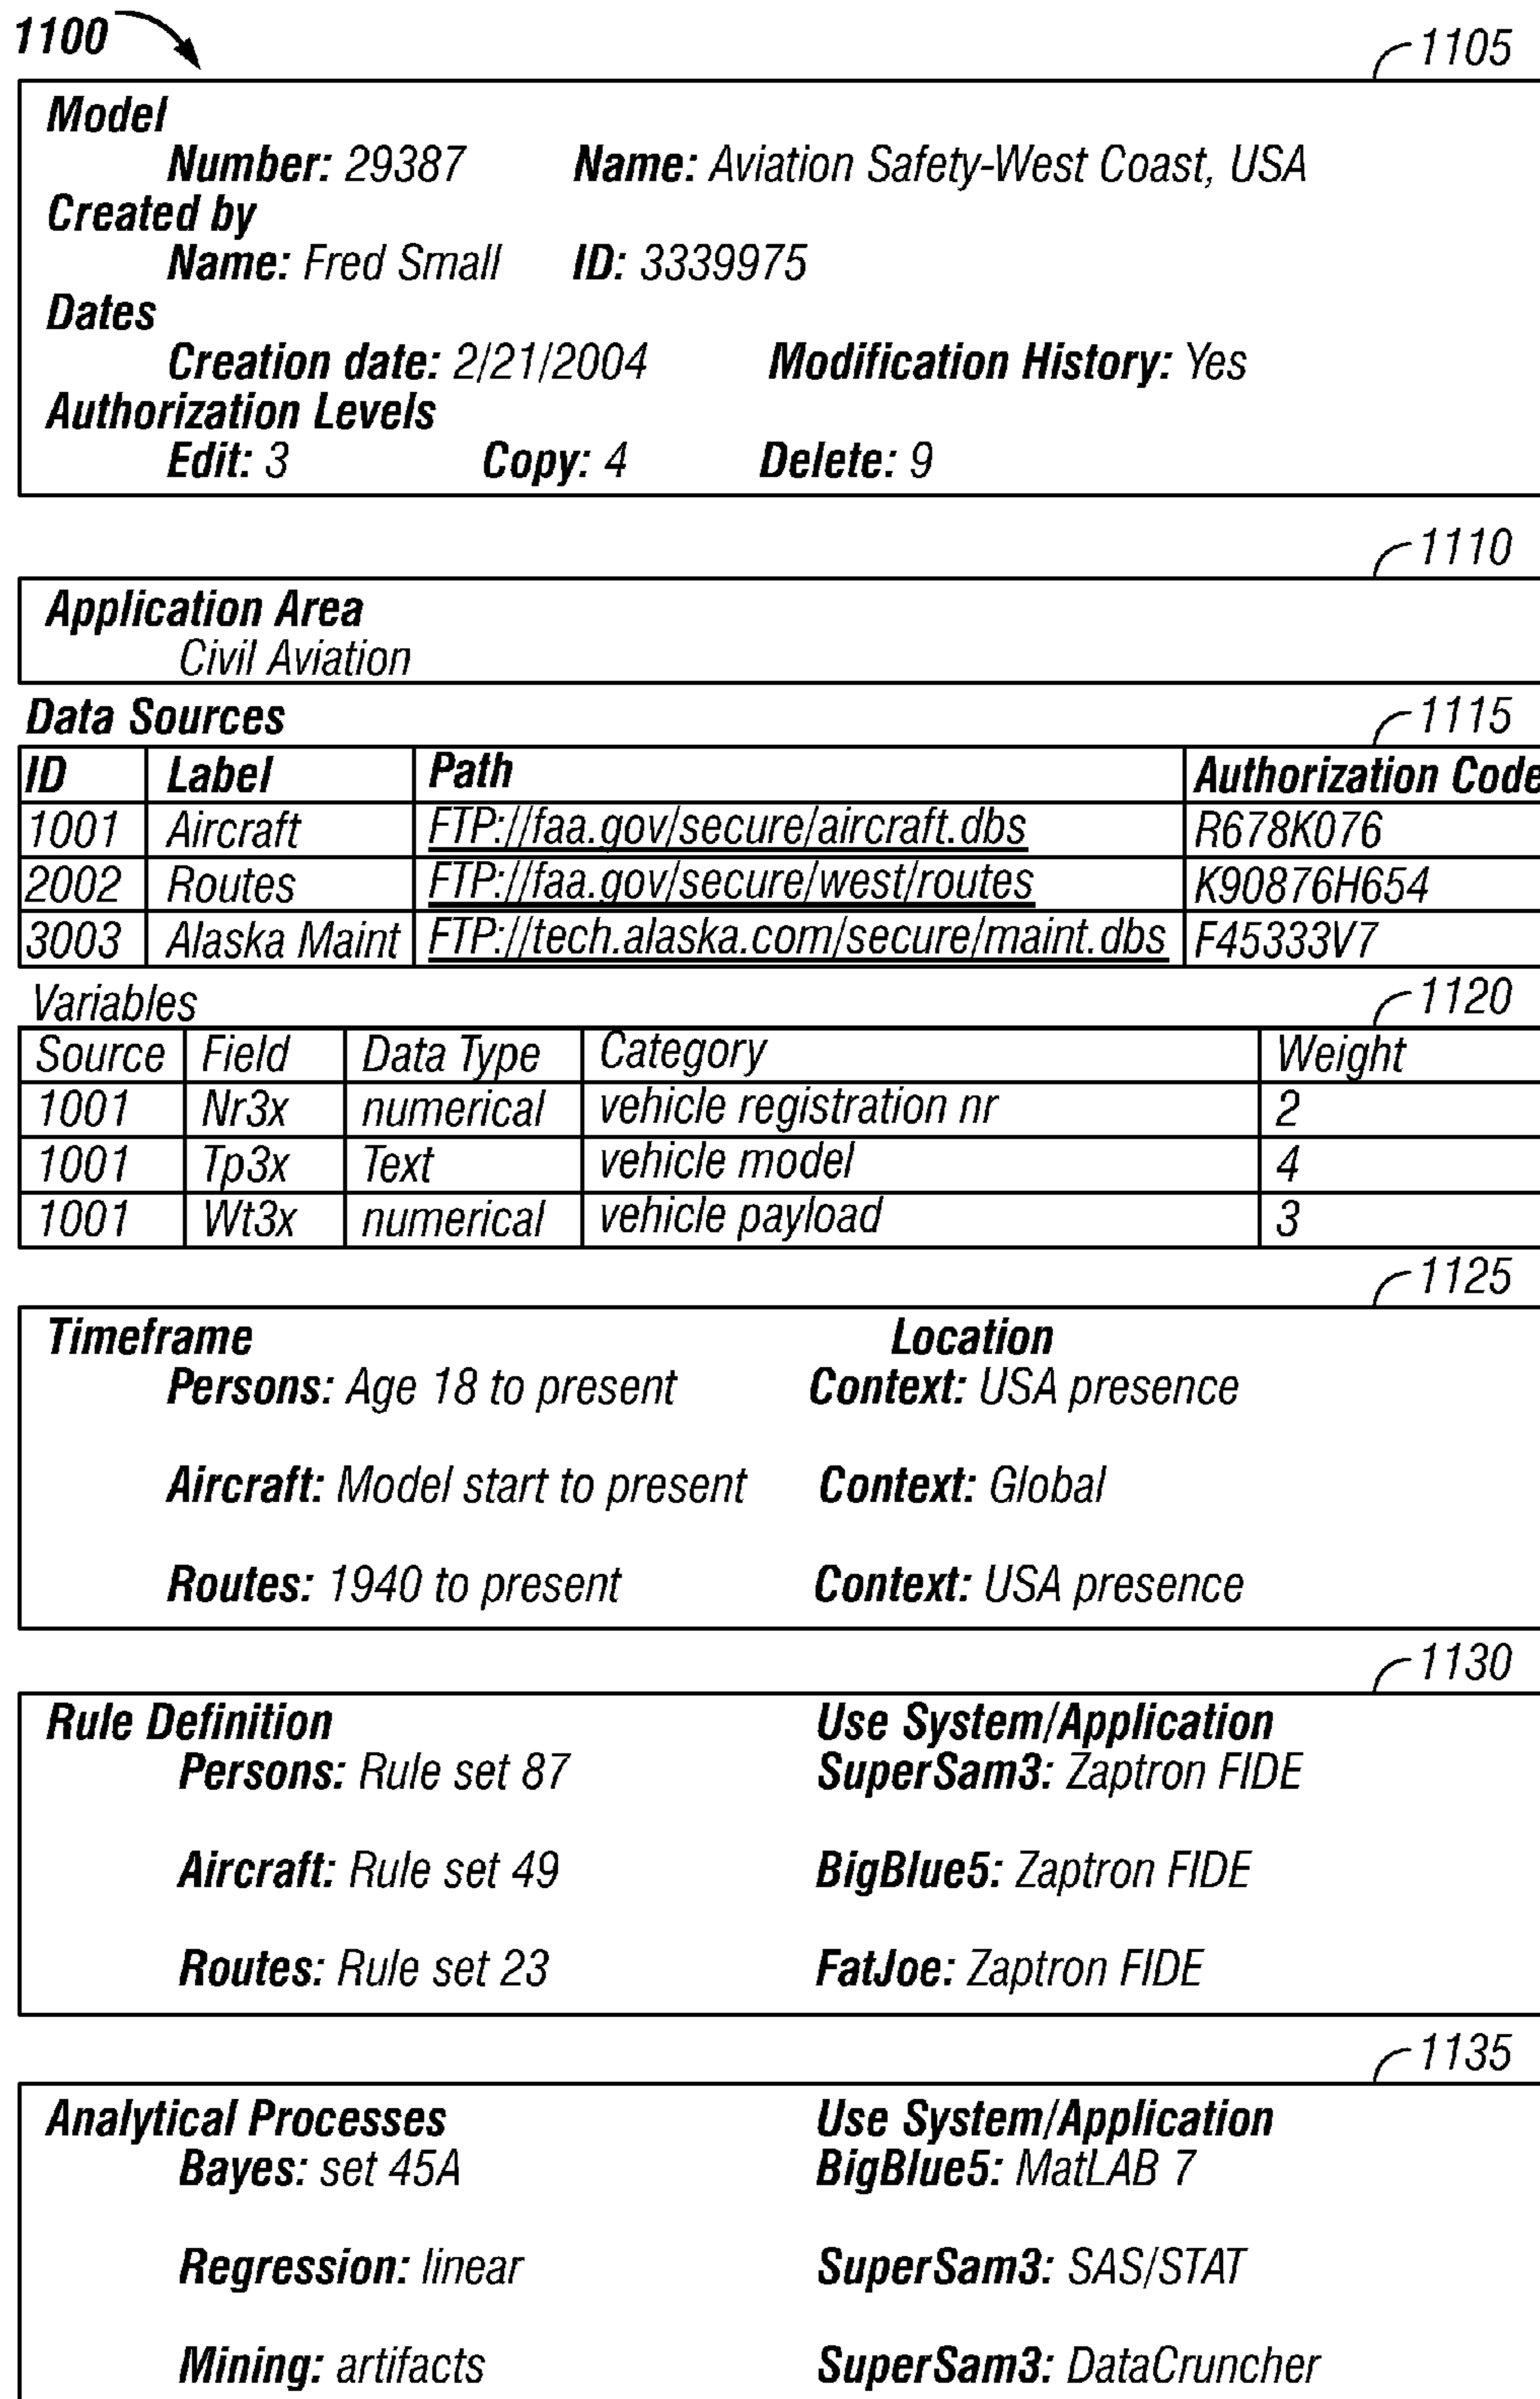 1100
1105
Model
Number: 29387 Name: Aviation Safety-West Coast, USA
Created by
Name: Fred Small ID: 3339975
Dates
Creation date: 2/21/2004 Modification History: Yes
Authorization Levels
Edit: 3 Copy: 4 Delete: 9
1110
Application Area
Civil Aviation
Data Sources 1115
ID Label Path Authorization Code
1001 Aircraft FTP://faa.gov/secure/aircraft.dbs R678K076
2002 Routes FTP://faa.gov/secure/west/routes K90876H654
3003 Alaska Maint FTP://tech.alaska.com/secure/maint.dbs F45333V7
Variables 1120
Source Field Data Type Category Weight
1001 Nr3x numerical vehicle registration nr 2
1001 Tp3x Text vehicle model 4
1001 Wt3x numerical vehicle payload 3
1125
Timeframe Location
Persons: Age 18 to present Context: USA presence
Aircraft: Model start to present Context: Global
Routes: 1940 to present Context: USA presence
1130
Rule Definition Use System/Application
Persons: Rule set 87 SuperSam3: Zaptron FIDE
Aircraft: Rule set 49 BigBlue5: Zaptron FIDE
Routes: Rule set 23 FatJoe: Zaptron FIDE
1135
Analytical Processes Use System/Application
Bayes: set 45A BigBlue5: MatLAB 7
Regression: linear SuperSam3: SAS/STAT
Mining: artifacts SuperSam3: DataCruncher